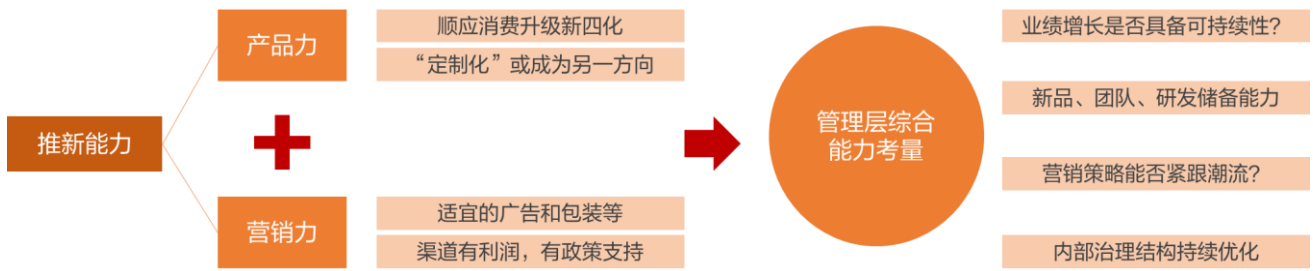 推新能力
产品力
顺应消费升级新四化
“定制化”或成为另一方向
营销力
适宜的广告和包装等
渠道有利润，有政策支持
管理层综合
能力考量
业绩增长是否具备可持续性？
新品、团队、研发储备能力
营销策略能否紧跟潮流？
内部治理结构持续优化